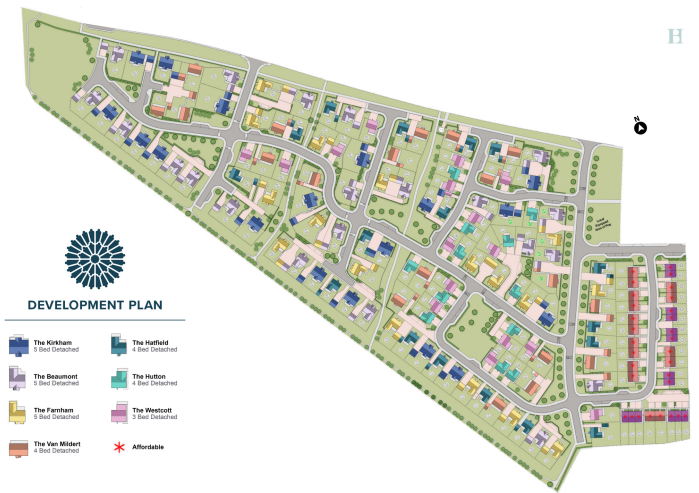 H
N
DEVELOPMENT PLAN
The Kirkham
5 Bed Detached
The Hatfield
4 Bed Detached
The Beaumont
5 Bed Detached
The Hutton
4 Bed Detached
The Farnham
5 Bed Detached
The Westcott
3 Bed Detached
The Van Mildert
4 Bed Detached
Affordable